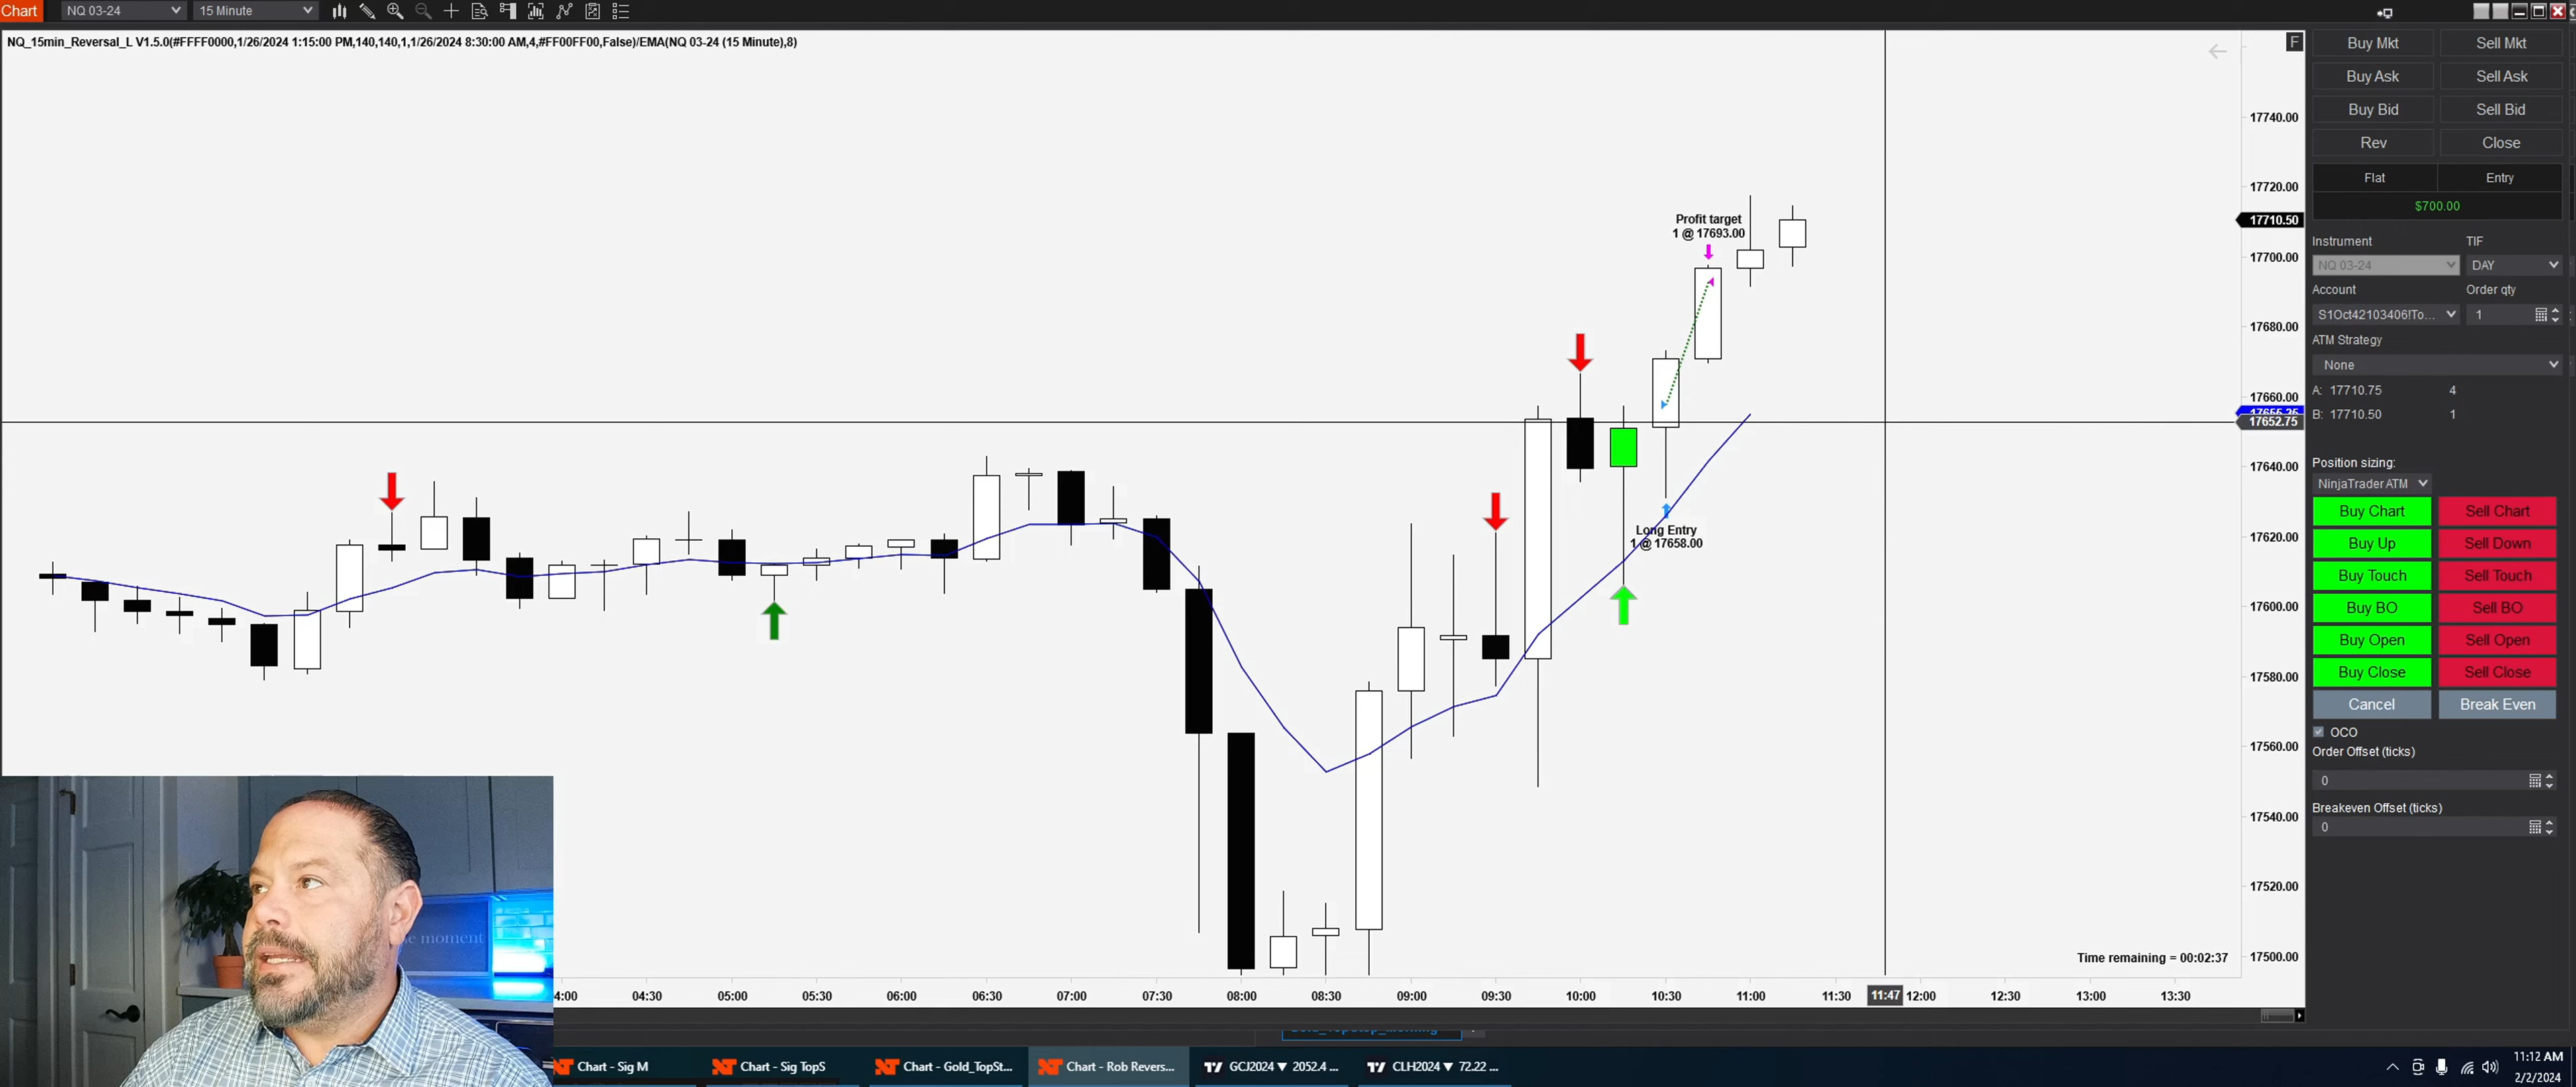 Chart
NQ 03-24
15 Minute
NQ_15min_Reversal_L V1.5.0(#FFFF0000,1/26/2024 1:15:00 PM,140,140,1,1/26/2024 8:30:00 AM,4,#FF00FF00,False)/EMA(NQ 03-24 (15 Minute),8)
F
17740.00
17720.00
17710.50
17700.00
17680.00
17660.00
17655.25
17652.75
17640.00
17620.00
17600.00
17580.00
17560.00
17540.00
17520.00
17500.00
Profit target
1 @ 17693.00
Long Entry
1 @ 17658.00
Time remaining = 00:02:37
4:00 04:30 05:00 05:30 06:00 06:30 07:00 07:30 08:00 08:30 09:00 09:30 10:00 10:30 11:00 11:30 11:47 12:00 12:30 13:00 13:30
Buy Mkt Sell Mkt
Buy Ask Sell Ask
Buy Bid Sell Bid
Rev Close
Flat Entry
$700.00
Instrument TIF
NQ 03-24 DAY
Account Order qty
S1Oct42103406!To... 1
ATM Strategy
None
A: 17710.75 4
B: 17710.50 1
Position sizing:
NinjaTrader ATM
Buy Chart Sell Chart
Buy Up Sell Down
Buy Touch Sell Touch
Buy BO Sell BO
Buy Open Sell Open
Buy Close Sell Close
Cancel Break Even
OCO
Order Offset (ticks)
0
Breakeven Offset (ticks)
0
moment
Chart - Sig M
Chart - Sig TopS
Chart - Gold_TopSt...
Chart - Rob Revers...
GCJ2024 ▼ 2052.4 ...
CLH2024 ▼ 72.22 ...
11:12 AM
2/2/2024